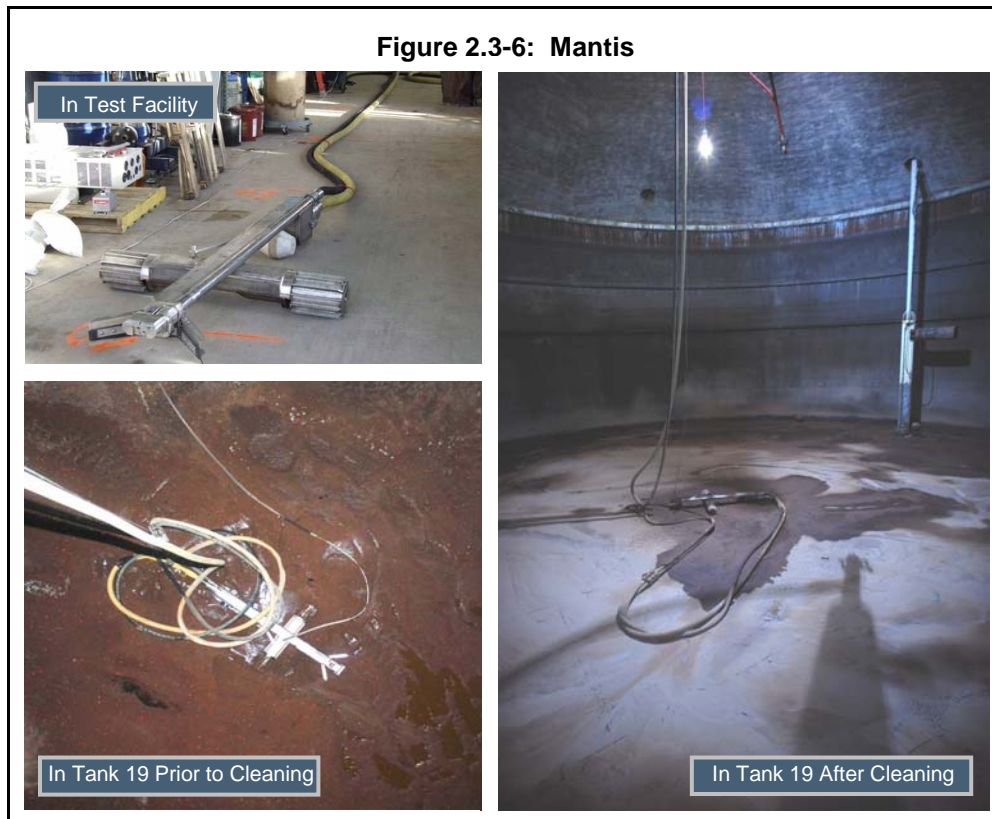 Figure 2.3-6: Mantis
In Test Facility
In Tank 19 Prior to Cleaning
In Tank 19 After Cleaning